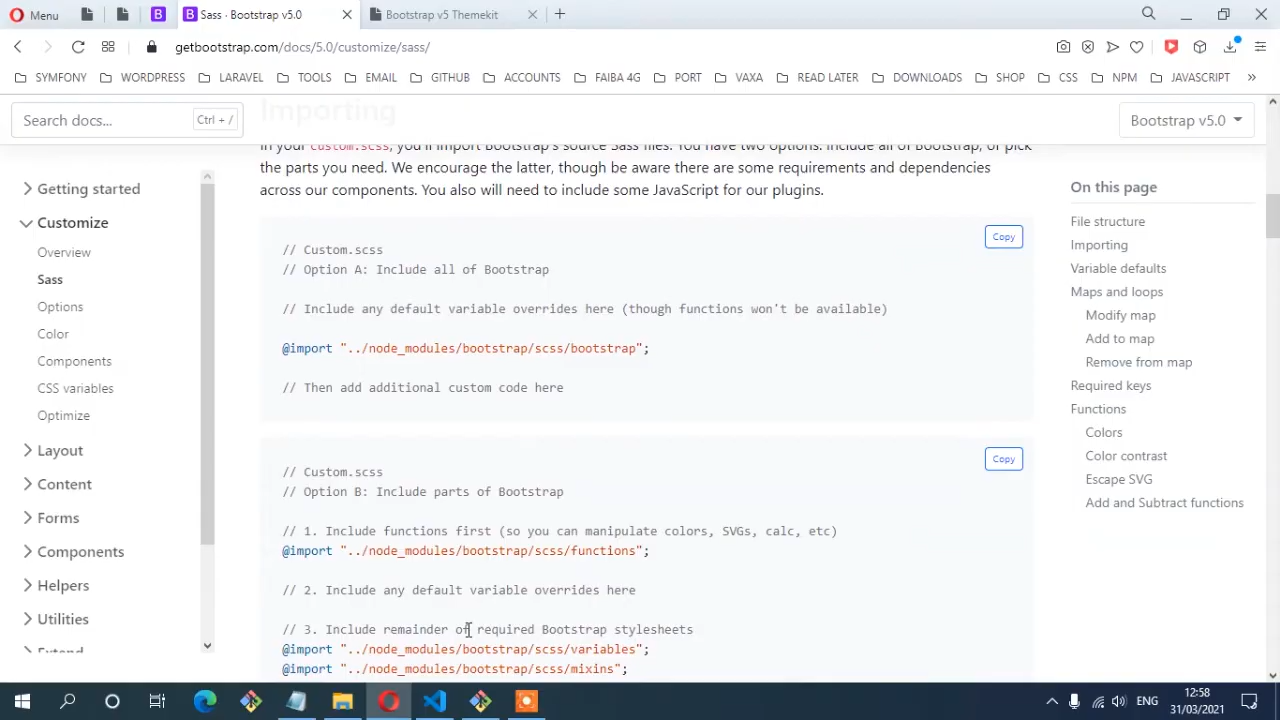 Menu
Sass · Bootstrap v5.0
Bootstrap v5 Themekit
getbootstrap.com/docs/5.0/customize/sass/
SYMFONY
WORDPRESS
LARAVEL
TOOLS
EMAIL
GITHUB
ACCOUNTS
FAIBA 4G
PORT
VAXA
READ LATER
DOWNLOADS
SHOP
CSS
NPM
JAVASCRIPT
»
Search docs...
Ctrl + /
Bootstrap v5.0
Getting started
Customize
Overview
Sass
Options
Color
Components
CSS variables
Optimize
Layout
Content
Forms
Components
Helpers
Utilities
Extend
Importing
In your custom.scss, you'll import Bootstrap's source Sass files. You have two options: include all of Bootstrap, or pick
the parts you need. We encourage the latter, though be aware there are some requirements and dependencies
across our components. You also will need to include some JavaScript for our plugins.
Copy
// Custom.scss
// Option A: Include all of Bootstrap
// Include any default variable overrides here (though functions won't be available)
@import "../node_modules/bootstrap/scss/bootstrap";
// Then add additional custom code here
Copy
// Custom.scss
// Option B: Include parts of Bootstrap
// 1. Include functions first (so you can manipulate colors, SVGs, calc, etc)
@import "../node_modules/bootstrap/scss/functions";
// 2. Include any default variable overrides here
// 3. Include remainder of required Bootstrap stylesheets
@import "../node_modules/bootstrap/scss/variables";
@import "../node_modules/bootstrap/scss/mixins";
On this page
File structure
Importing
Variable defaults
Maps and loops
Modify map
Add to map
Remove from map
Required keys
Functions
Colors
Color contrast
Escape SVG
Add and Subtract functions
ENG
12:58
31/03/2021